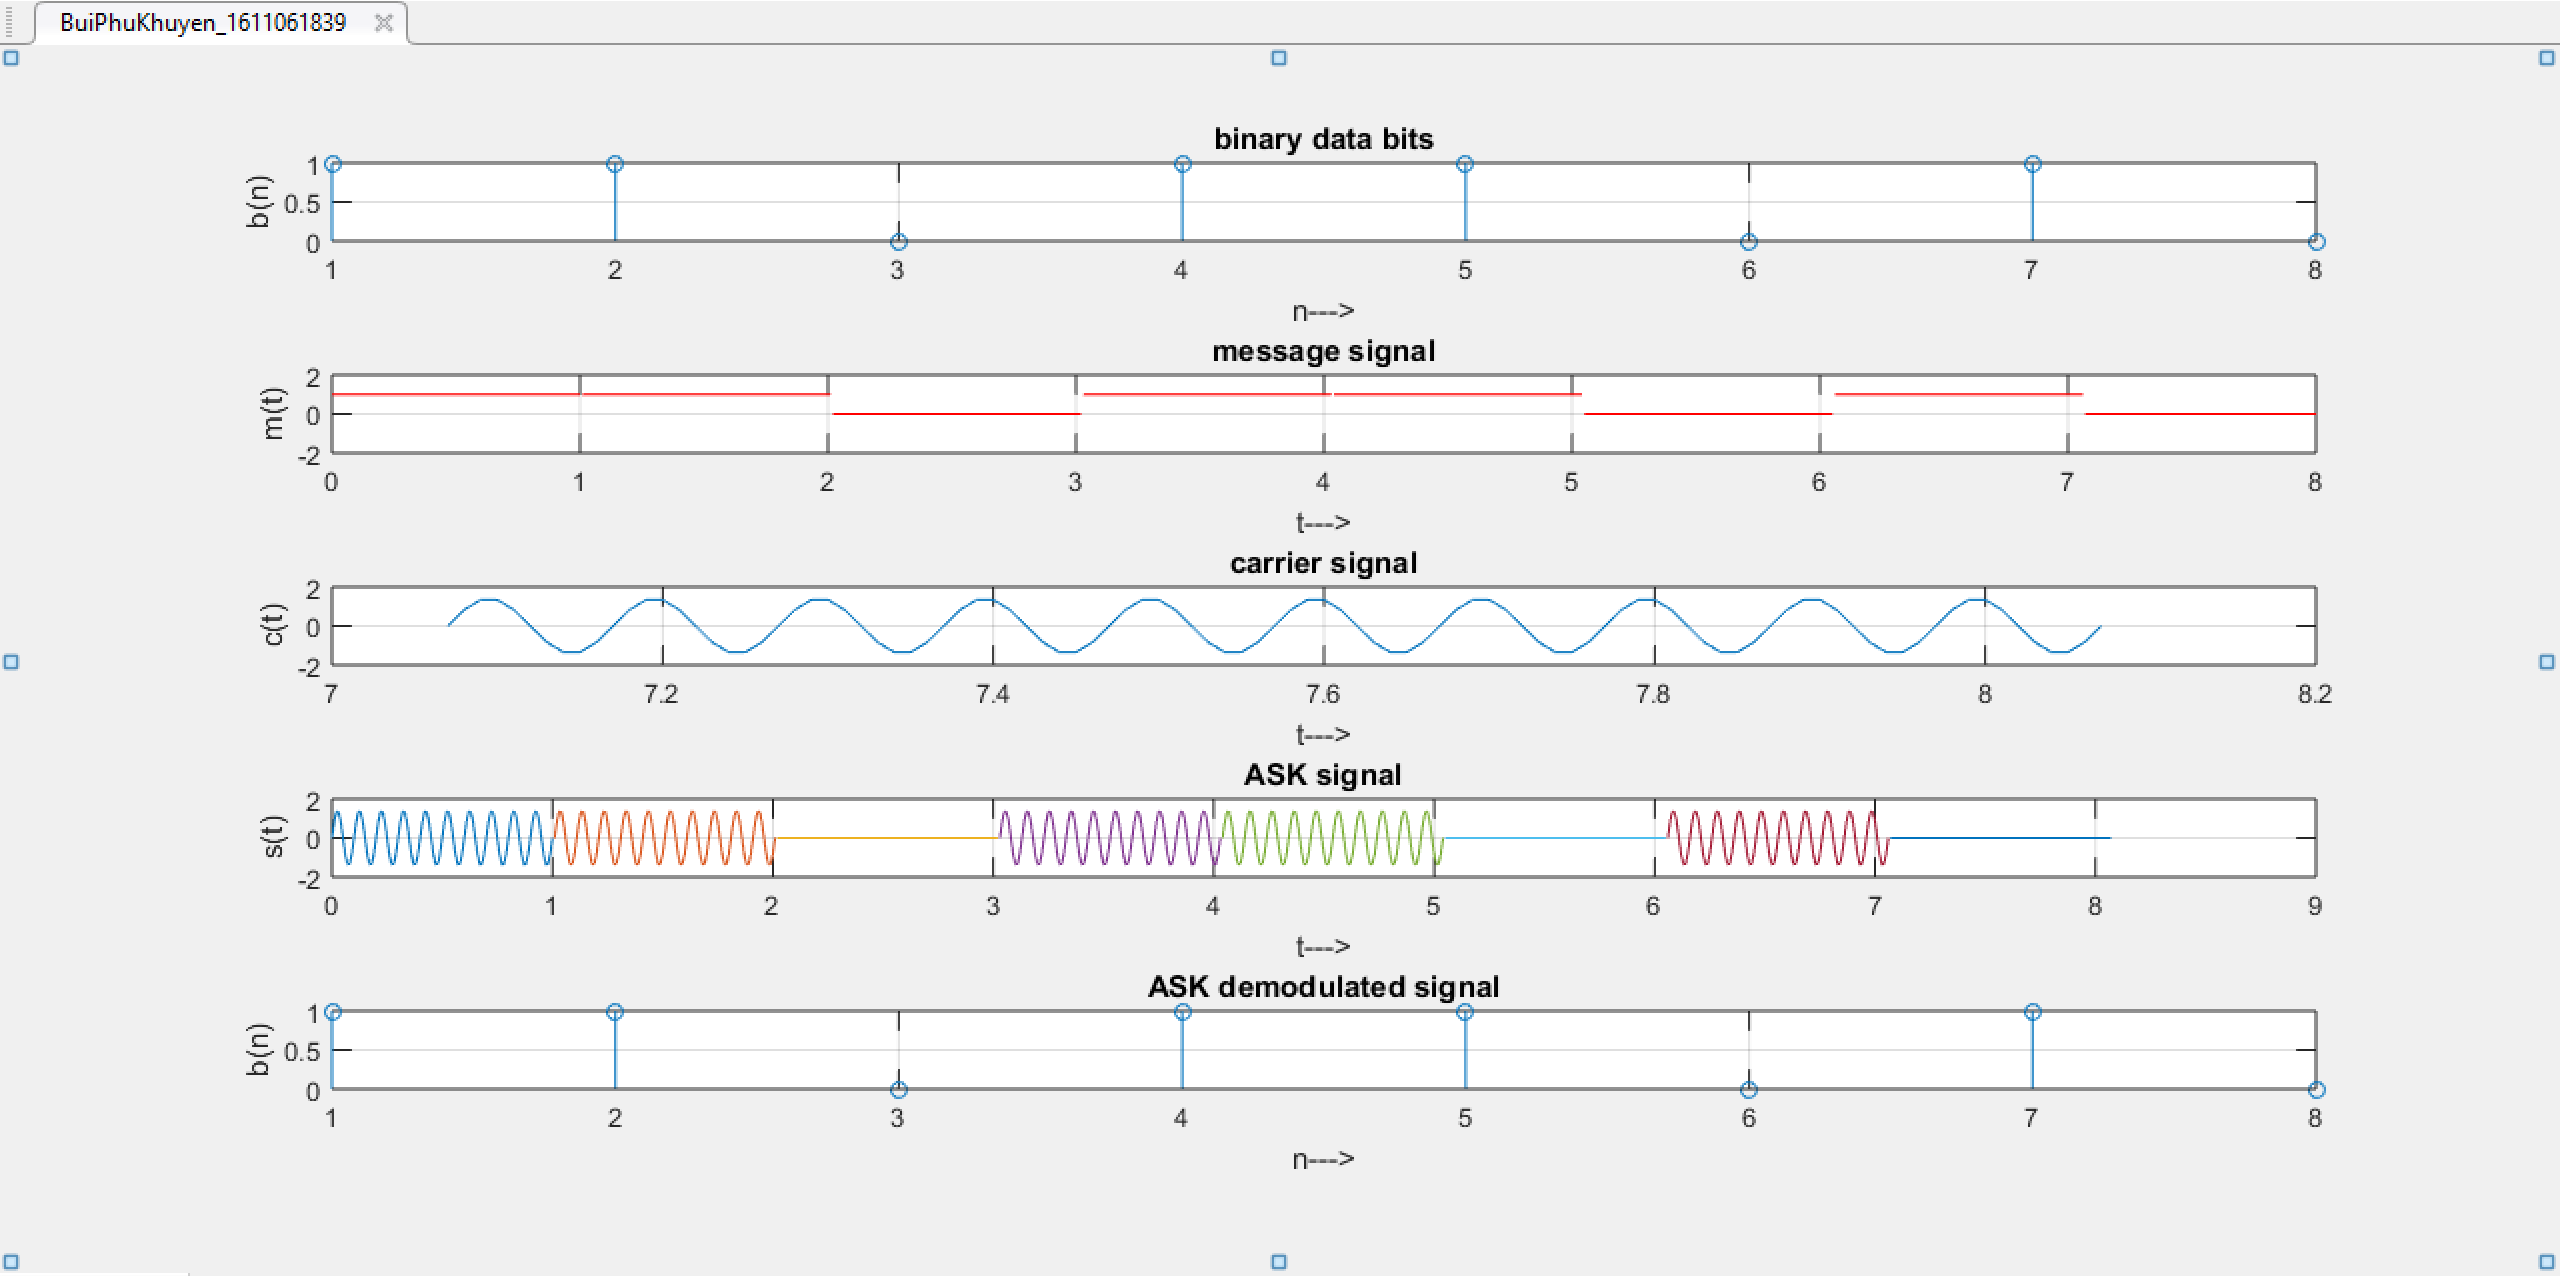 BuiPhuKhuyen_1611061839
binary data bits
b(n)
1
0.5
0
1 2 3 4 5 6 7 8
n--->
message signal
m(t)
2
0
-2
0 1 2 3 4 5 6 7 8
t--->
carrier signal
c(t)
2
0
-2
7 7.2 7.4 7.6 7.8 8 8.2
t--->
ASK signal
s(t)
2
0
-2
0 1 2 3 4 5 6 7 8 9
t--->
ASK demodulated signal
b(n)
1
0.5
0
1 2 3 4 5 6 7 8
n--->